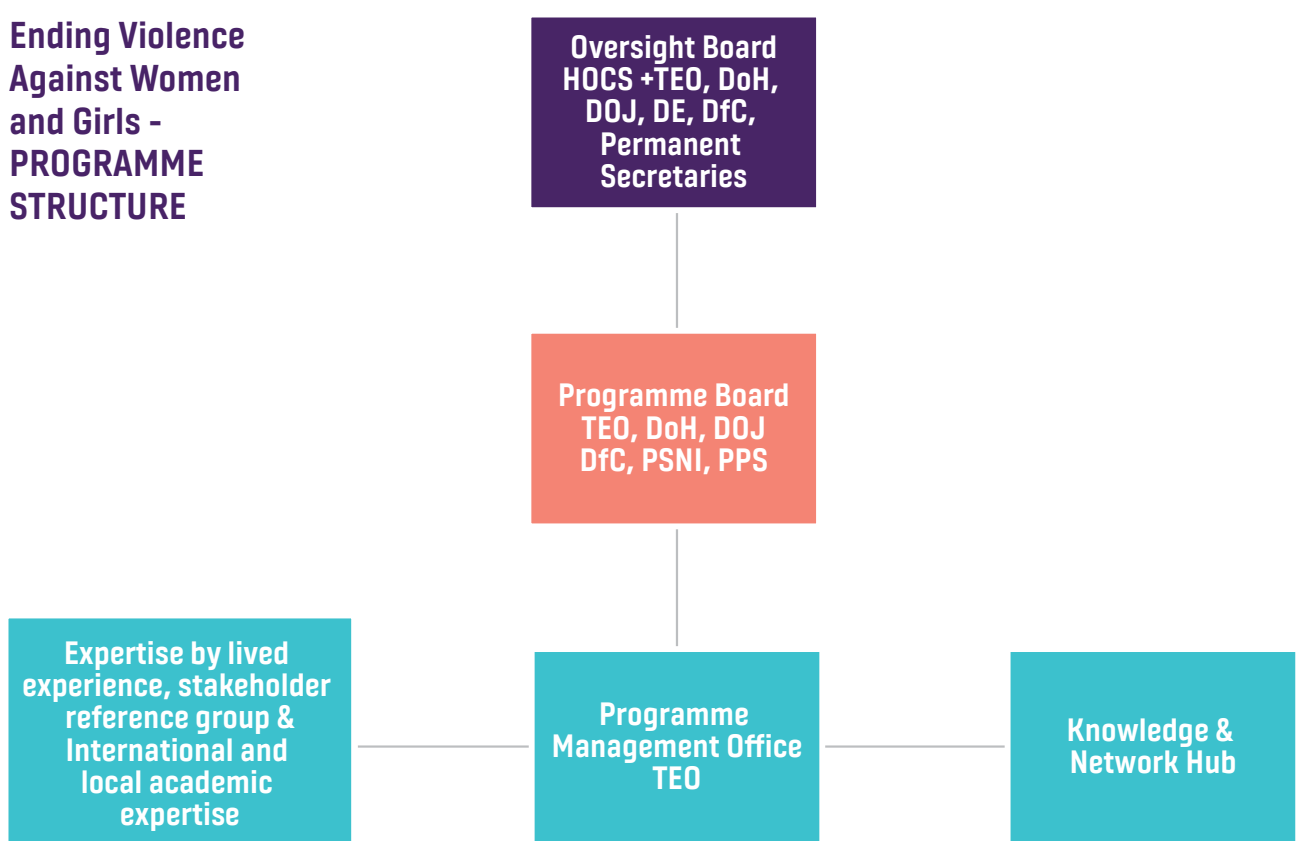 Ending Violence
Against Women
and Girls -
PROGRAMME
STRUCTURE
Oversight Board
HOCS +TEO, DoH,
DOJ, DE, DfC,
Permanent
Secretaries
Programme Board
TEO, DoH, DOJ
DfC, PSNI, PPS
Expertise by lived
experience, stakeholder
reference group &
International and
local academic
expertise
Programme
Management Office
TEO
Knowledge &
Network Hub